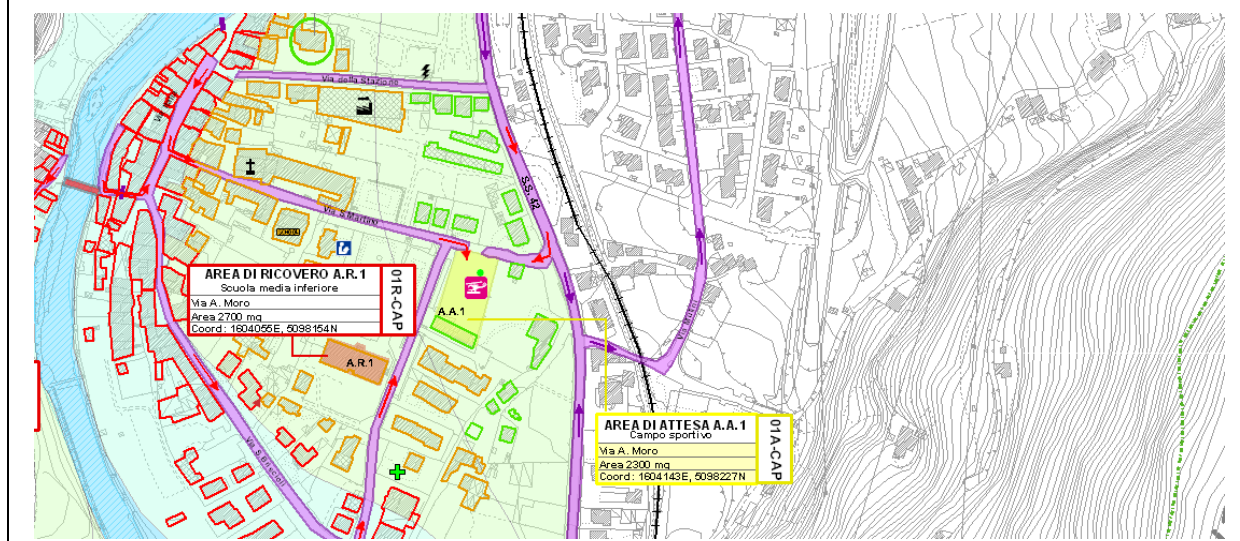 Via della Stazione
S.S. 42
Via S.Martino
AREA DI RICOVERO A.R.1
Scuola media inferiore
Via A. Moro
Area 2700 mq
Coord: 1604055E, 5098154N
01R-CAP
A.A.1
A.R.1
AREA DI ATTESA A.A.1
Campo sportivo
Via A. Moro
Area 2300 mq
Coord: 1604143E, 5098227N
01A-CAP